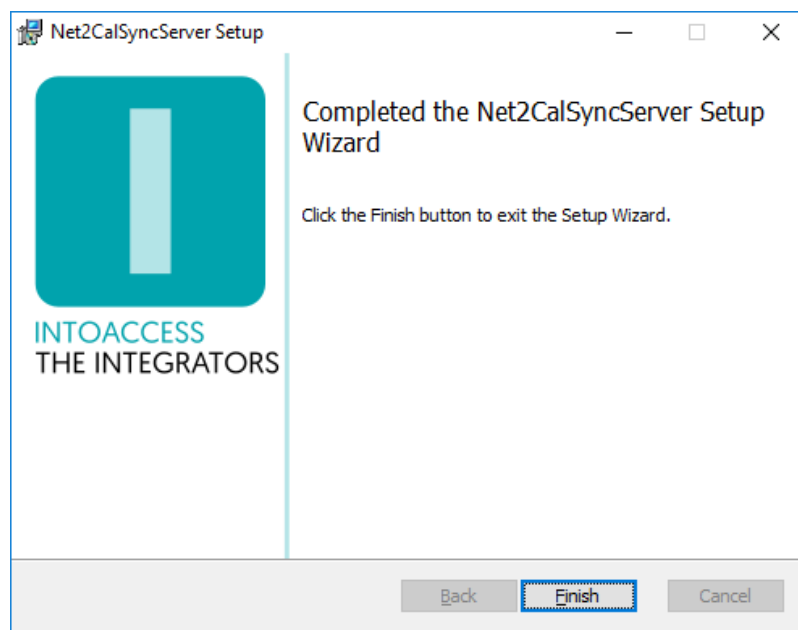 Net2CalSyncServer Setup
Completed the Net2CalSyncServer Setup
Wizard
Click the Finish button to exit the Setup Wizard.
INTOACCESS
THE INTEGRATORS
Back
Finish
Cancel